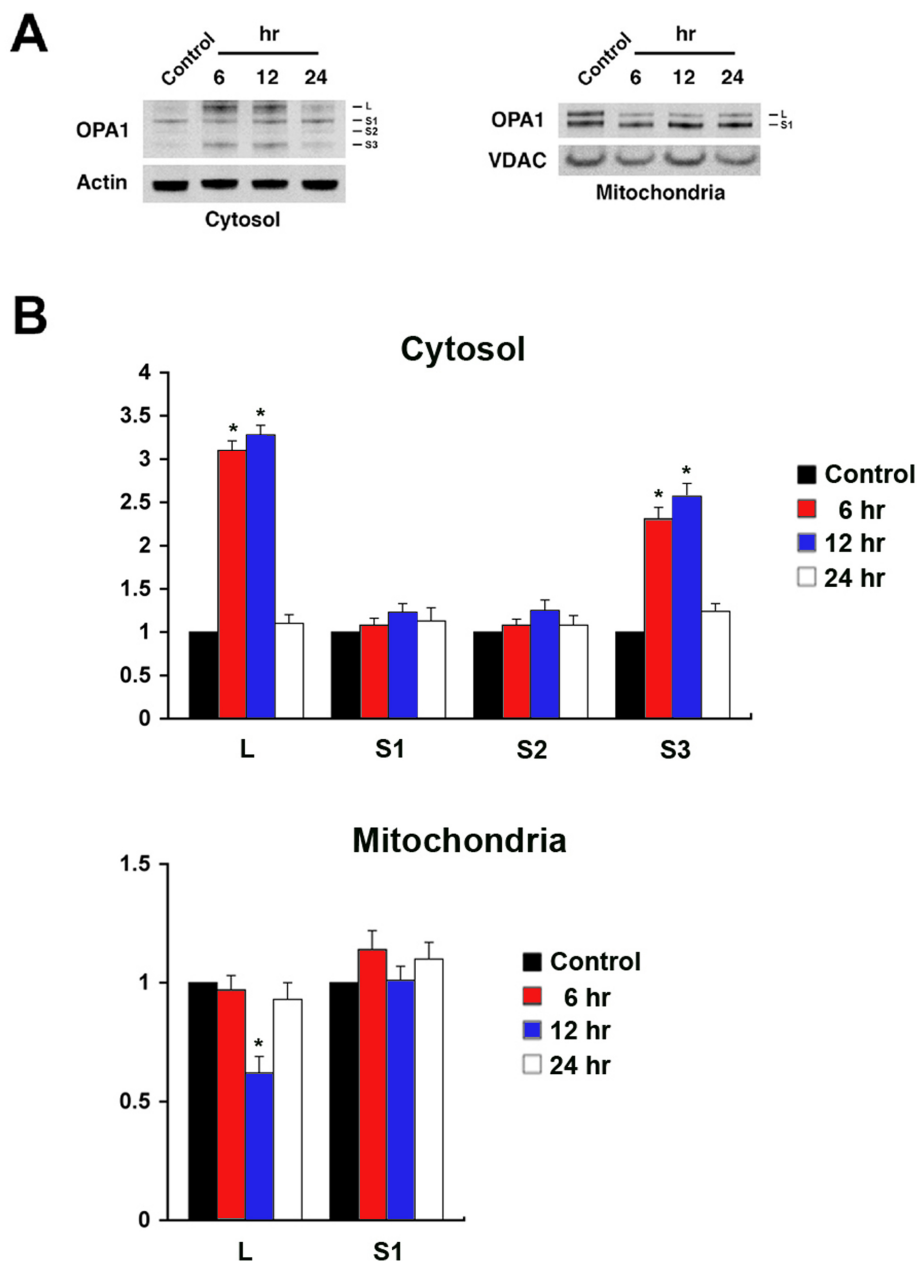 A
Control
hr
6 12 24
OPA1
L
S1
S2
S3
Actin
Cytosol
Control
hr
6 12 24
OPA1
L
S1
VDAC
Mitochondria
B
Cytosol
4
3.5
3
2.5
2
1.5
1
0.5
0
* *
* *
L S1 S2 S3
Control
6 hr
12 hr
24 hr
Mitochondria
1.5
1
0.5
0
*
L S1
Control
6 hr
12 hr
24 hr